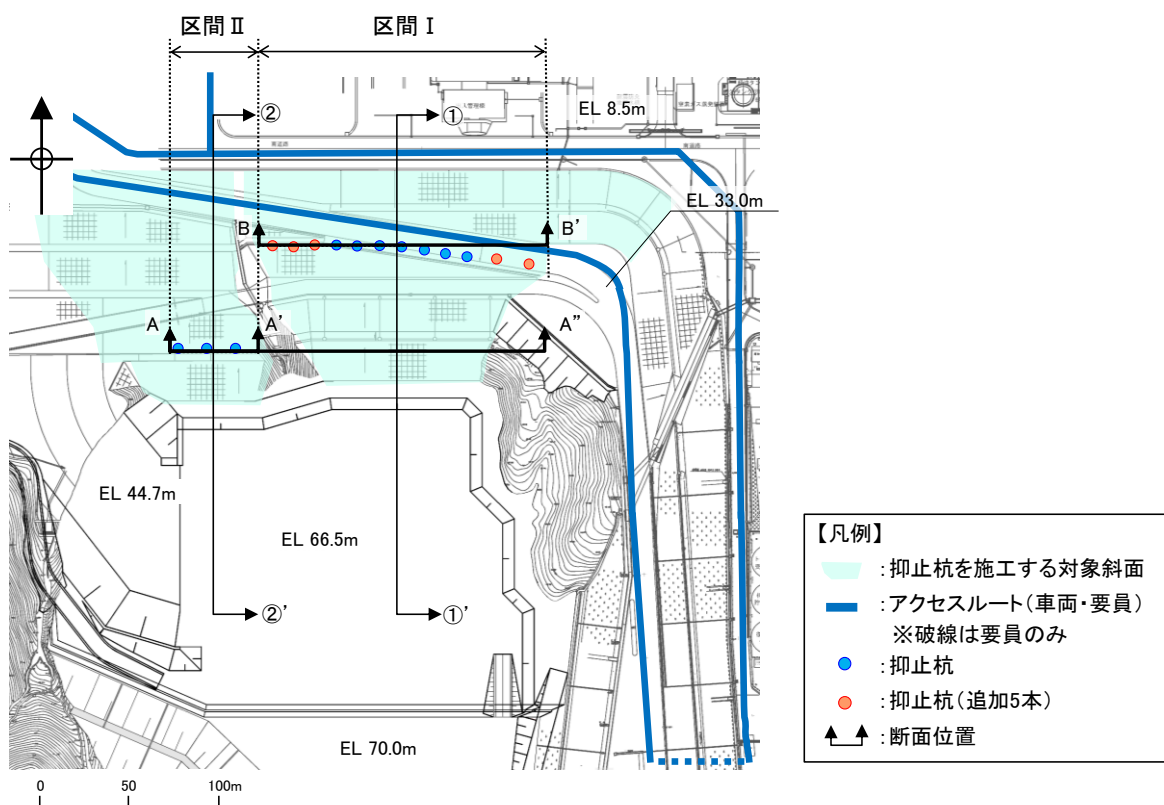 区間Ⅱ
区間Ⅰ
②
①
EL 8.5m
EL 33.0m
B
B'
A
A'
A"
EL 44.7m
EL 66.5m
②'
①'
EL 70.0m
0
50
100m
【凡例】
:抑止杭を施工する対象斜面
:アクセスルート(車両・要員)
※破線は要員のみ
:抑止杭
:抑止杭(追加5本)
:断面位置